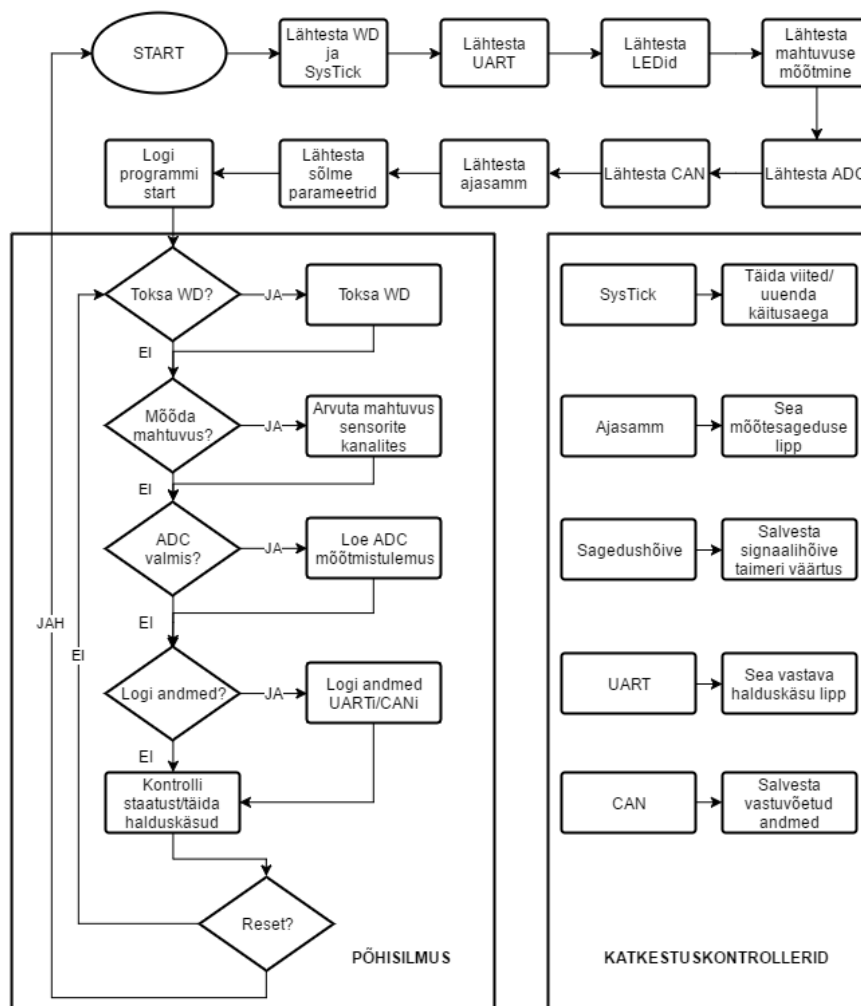 START
Lähtesta WD
ja
SysTick
Lähtesta
UART
Lähtesta
LEDid
Lähtesta
mahtuvuse
mõõtmine
Logi
programmi
start
Lähtesta
sõlme
parameetrid
Lähtesta
ajasamm
Lähtesta CAN
Lähtesta ADC
Toksa WD?
JA
Toksa WD
EI
Mõõda
mahtuvus?
JA
Arvuta mahtuvus
sensorite
kanalites
EI
ADC
valmis?
JA
Loe ADC
mõõtmistulemus
EI
JAH
EI
Logi andmed?
JA
Logi andmed
UARTi/CANi
EI
Kontrolli
staatust/täida
halduskäsud
Reset?
PÕHISILMUS
SysTick
Täida viited/
uuenda
käitusaega
Ajasamm
Sea
mõõtesageduse
lipp
Sagedushõive
Salvesta
signaalihõive
taimeri väärtus
UART
Sea vastava
halduskäsu lipp
CAN
Salvesta
vastuvõetud
andmed
KATKESTUSKONTROLLERID